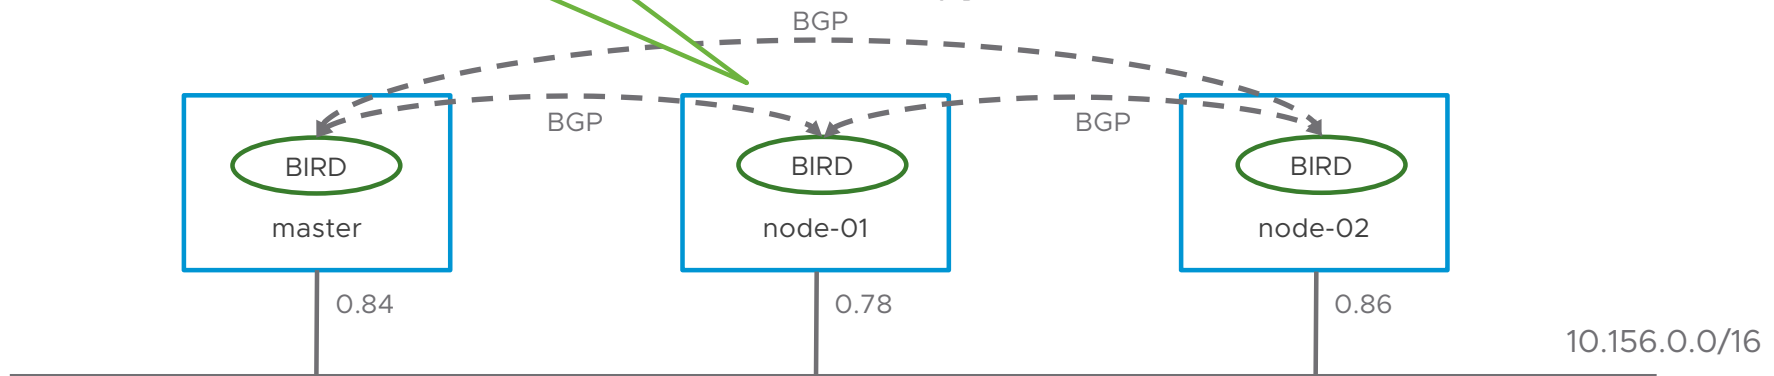 BGP
BGP
BGP
BIRD
BIRD
BIRD
master
node-01
node-02
0.84
0.78
0.86
10.156.0.0/16